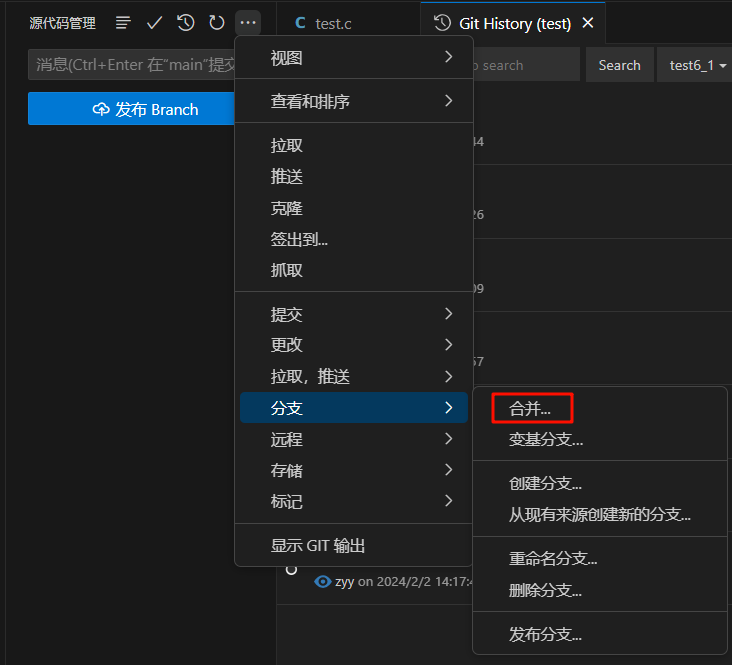 源代码管理
test.c
Git History (test)
消息(Ctrl+Enter 在"main"提交
search
Search
test6_1
发布 Branch
视图
查看和排序
拉取
推送
克隆
签出到...
抓取
提交
更改
拉取，推送
分支
远程
存储
标记
显示 GIT 输出
合并...
变基分支...
创建分支...
从现有来源创建新的分支...
重命名分支...
删除分支...
发布分支...
44
26
09
57
zyy on 2024/2/2 14:17:4